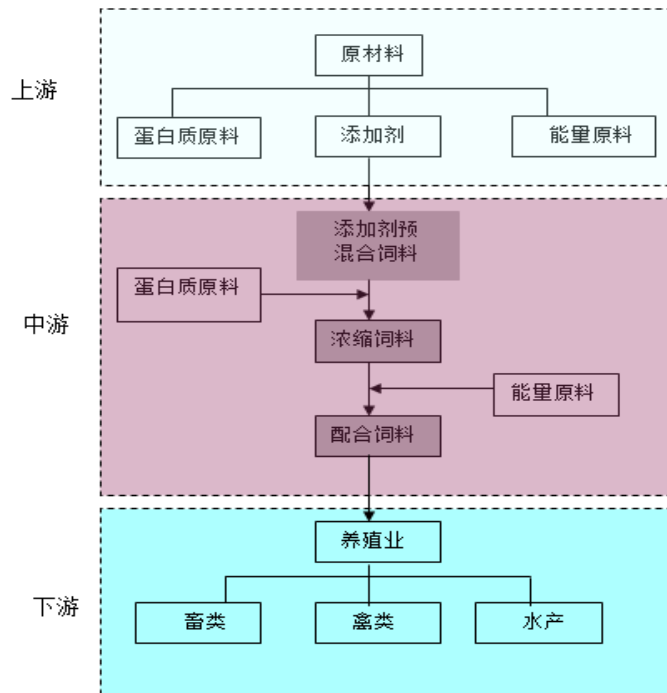 原材料
上游
蛋白质原料
添加剂
能量原料
添加剂预
混合饲料
蛋白质原料
中游
浓缩饲料
能量原料
配合饲料
养殖业
下游
畜类
禽类
水产